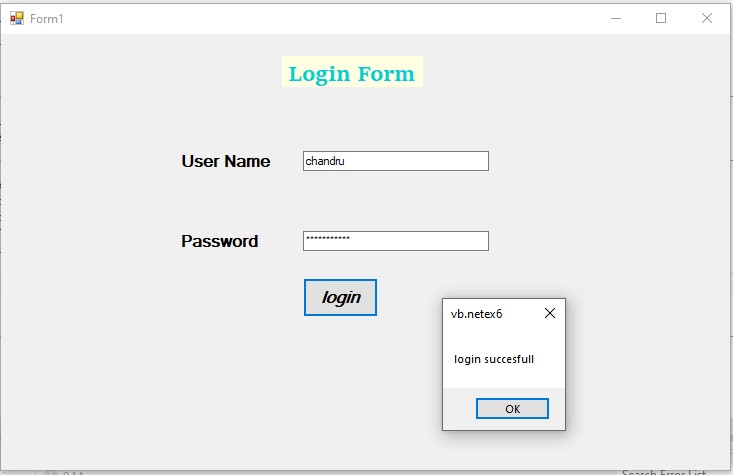 Form1
Login Form
User Name
chandru
Password
***********
login
vb.netex6
login succesfull
OK
Search Error List